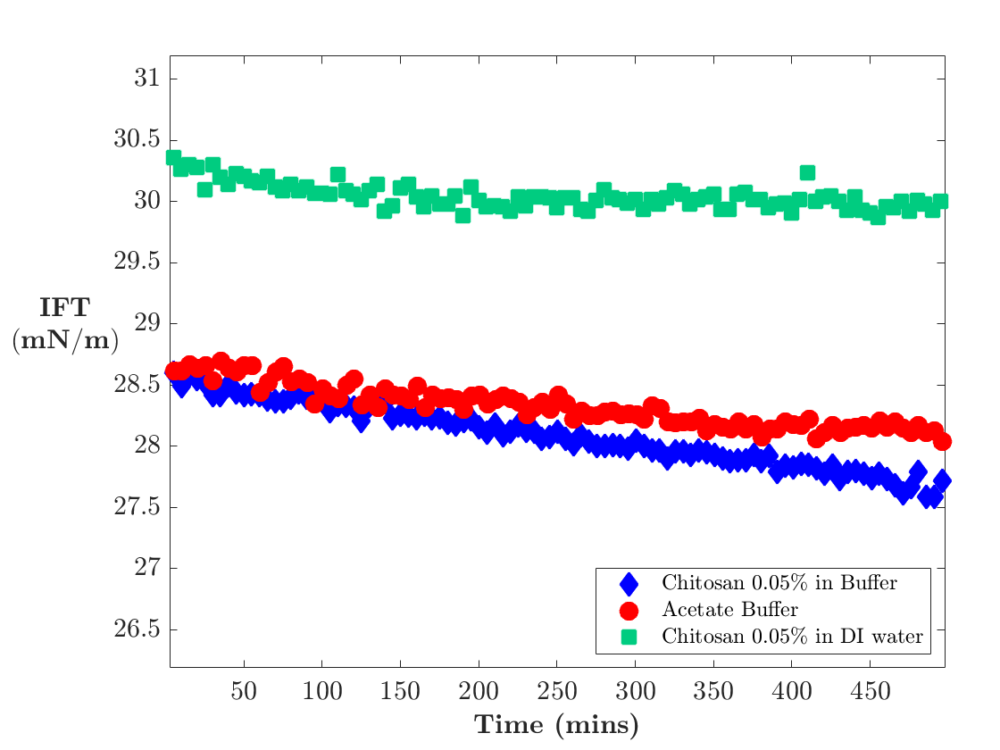 31
30.5
30
29.5
29
28.5
28
27.5
27
26.5
IFT
(mN/m)
50 100 150 200 250 300 350 400 450
Time (mins)
Chitosan 0.05% in Buffer
Acetate Buffer
Chitosan 0.05% in DI water